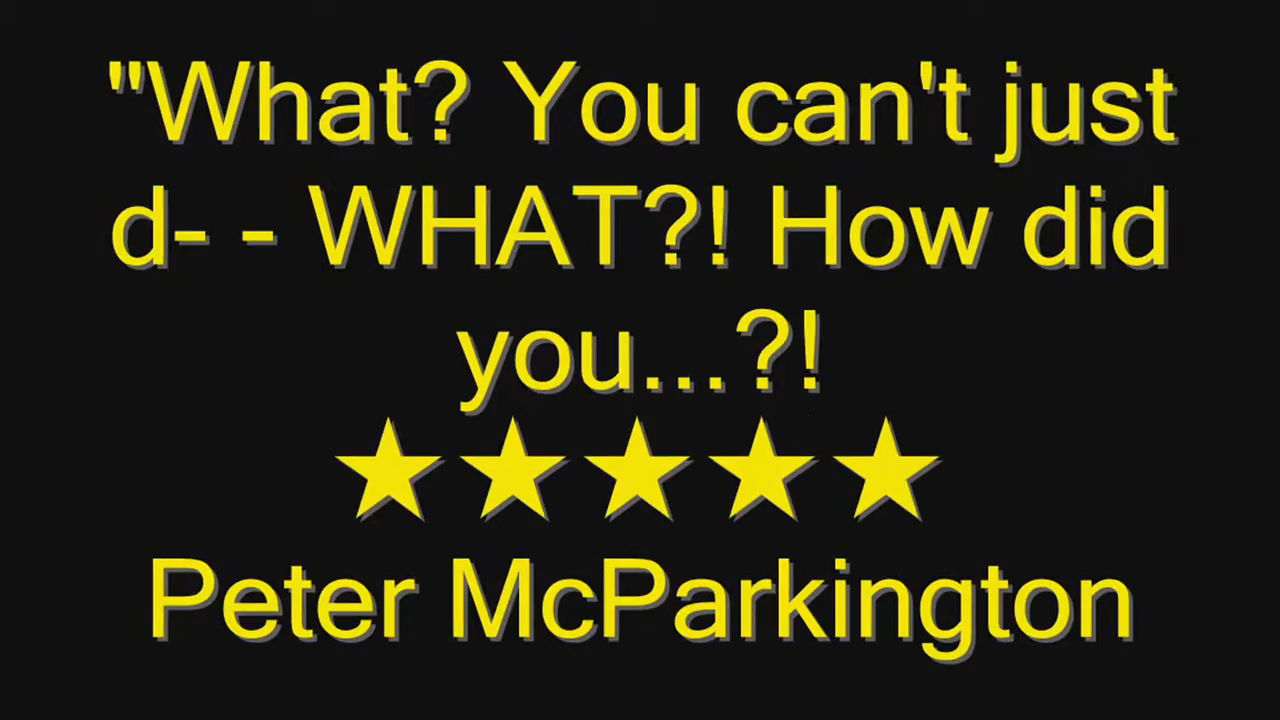 "What? You can't just
d- - WHAT?! How did
you...?!
★★★★★
Peter McParkington